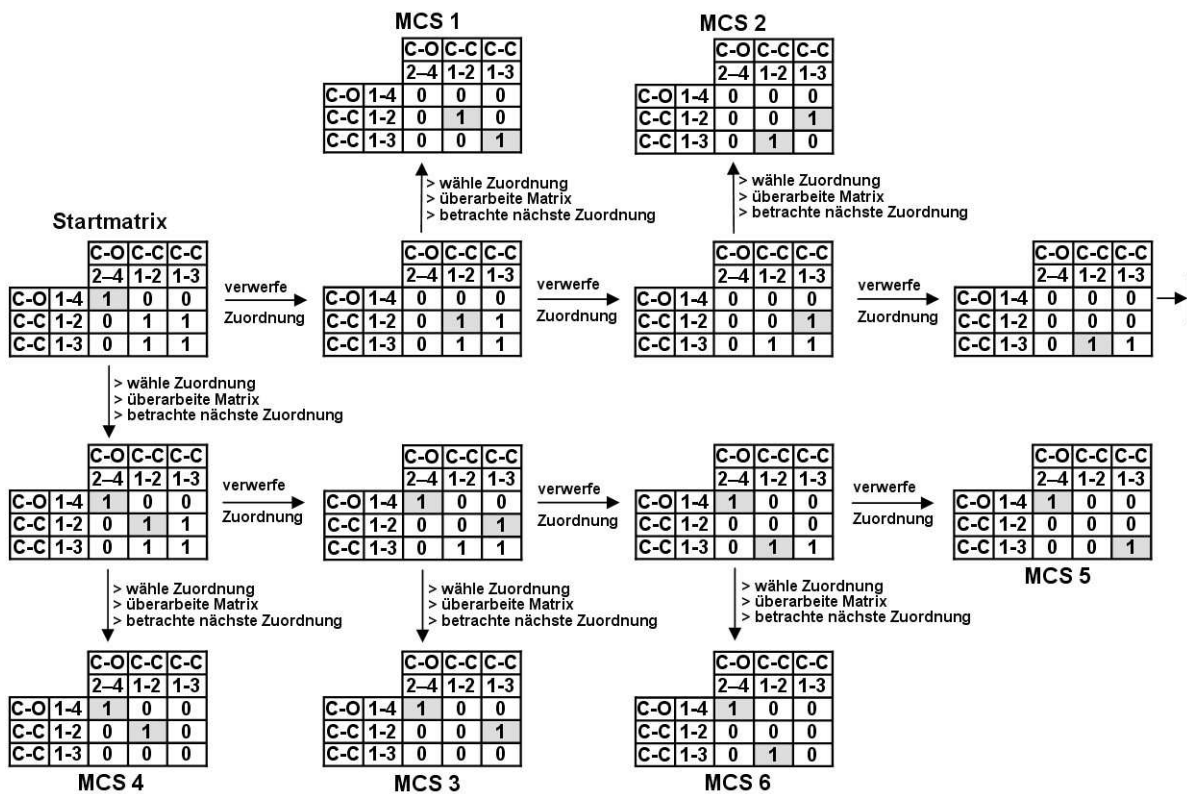 MCS 1
C-O C-C C-C
2–4 1-2 1-3
C-O 1-4 0 0 0
C-C 1-2 0 1 0
C-C 1-3 0 0 1
MCS 2
C-O C-C C-C
2–4 1-2 1-3
C-O 1-4 0 0 0
C-C 1-2 0 0 1
C-C 1-3 0 1 0
> wähle Zuordnung
> überarbeite Matrix
> betrachte nächste Zuordnung
> wähle Zuordnung
> überarbeite Matrix
> betrachte nächste Zuordnung
Startmatrix
C-O C-C C-C
2–4 1-2 1-3
C-O 1-4 1 0 0
C-C 1-2 0 1 1
C-C 1-3 0 1 1
verwerfe
Zuordnung
C-O C-C C-C
2–4 1-2 1-3
C-O 1-4 0 0 0
C-C 1-2 0 1 1
C-C 1-3 0 1 1
verwerfe
Zuordnung
C-O C-C C-C
2–4 1-2 1-3
C-O 1-4 0 0 0
C-C 1-2 0 0 1
C-C 1-3 0 1 1
verwerfe
Zuordnung
C-O C-C C-C
2–4 1-2 1-3
C-O 1-4 0 0 0
C-C 1-2 0 0 0
C-C 1-3 0 1 1
> wähle Zuordnung
> überarbeite Matrix
> betrachte nächste Zuordnung
C-O C-C C-C
2–4 1-2 1-3
C-O 1-4 1 0 0
C-C 1-2 0 1 1
C-C 1-3 0 1 1
verwerfe
Zuordnung
C-O C-C C-C
2–4 1-2 1-3
C-O 1-4 1 0 0
C-C 1-2 0 0 1
C-C 1-3 0 1 1
verwerfe
Zuordnung
C-O C-C C-C
2–4 1-2 1-3
C-O 1-4 1 0 0
C-C 1-2 0 0 0
C-C 1-3 0 1 1
verwerfe
Zuordnung
C-O C-C C-C
2–4 1-2 1-3
C-O 1-4 1 0 0
C-C 1-2 0 0 0
C-C 1-3 0 0 1
MCS 5
> wähle Zuordnung
> überarbeite Matrix
> betrachte nächste Zuordnung
> wähle Zuordnung
> überarbeite Matrix
> betrachte nächste Zuordnung
> wähle Zuordnung
> überarbeite Matrix
> betrachte nächste Zuordnung
C-O C-C C-C
2–4 1-2 1-3
C-O 1-4 1 0 0
C-C 1-2 0 1 0
C-C 1-3 0 0 0
MCS 4
C-O C-C C-C
2–4 1-2 1-3
C-O 1-4 1 0 0
C-C 1-2 0 0 1
C-C 1-3 0 0 0
MCS 3
C-O C-C C-C
2–4 1-2 1-3
C-O 1-4 1 0 0
C-C 1-2 0 0 0
C-C 1-3 0 1 0
MCS 6